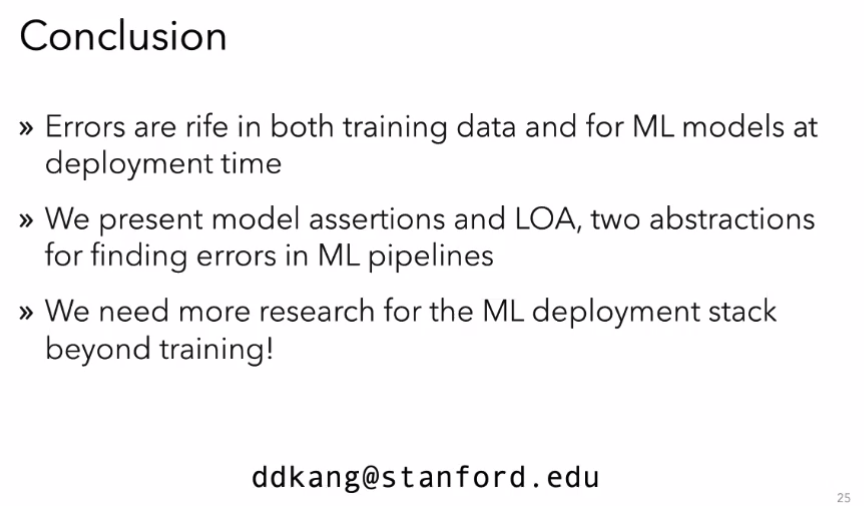 Conclusion
» Errors are rife in both training data and for ML models at
deployment time
» We present model assertions and LOA, two abstractions
for finding errors in ML pipelines
» We need more research for the ML deployment stack
beyond training!
ddkang@stanford.edu
25